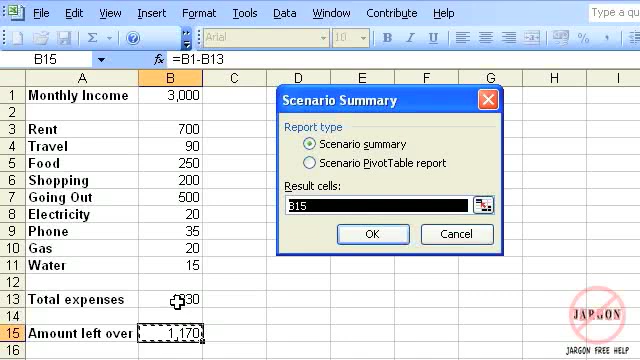 File Edit View Insert Format Tools Data Window Help Type a qu
Arial 10 B I U
B15 fx =B1-B13
A B C D E F G H I
1 Monthly Income 3,000
2
3 Rent 700
4 Travel 90
5 Food 250
6 Shopping 200
7 Going Out 500
8 Electricity 20
9 Phone 35
10 Gas 20
11 Water 15
12
13 Total expenses 30
14
15 Amount left over 1,170
16
Scenario Summary
Report type
Scenario summary
Scenario PivotTable report
Result cells:
B15
OK Cancel
JARGON
JARGON FREE HELP